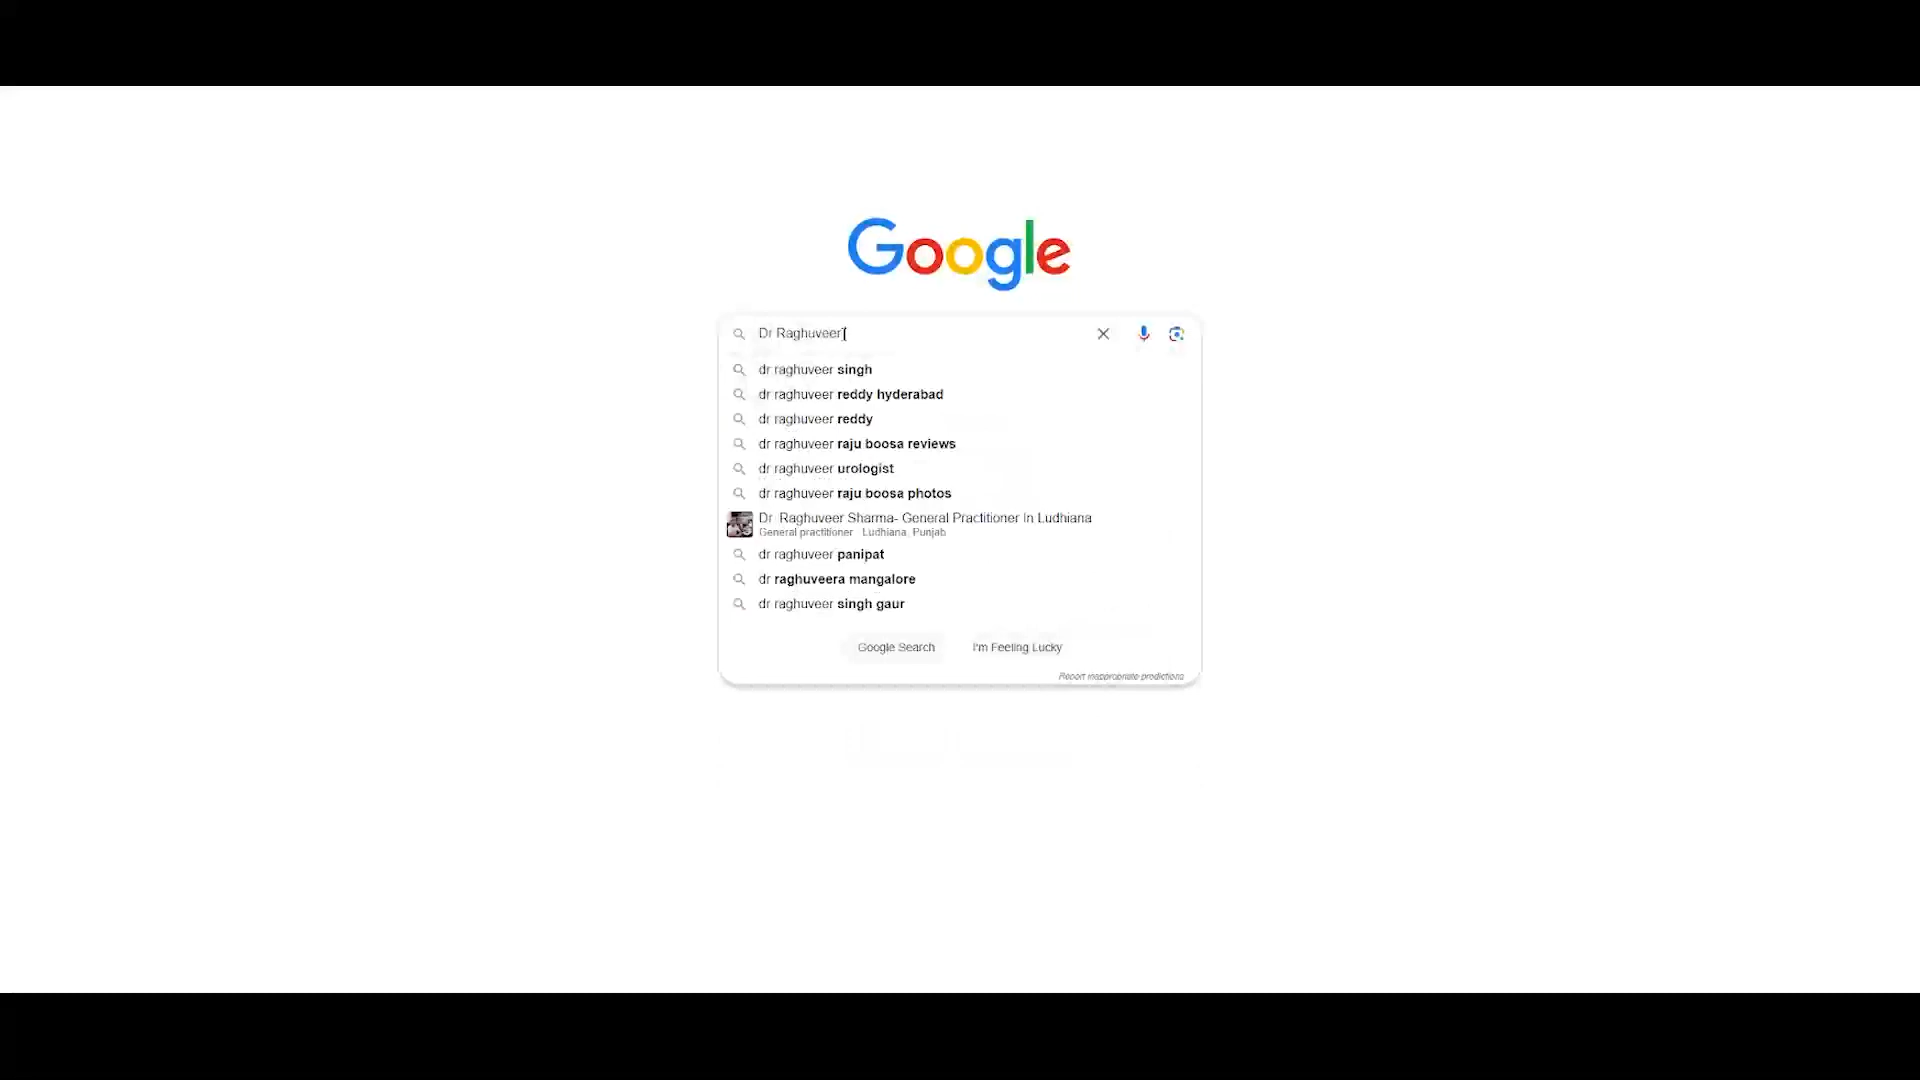 Google
Dr Raghuveer
dr raghuveer singh
dr raghuveer reddy hyderabad
dr raghuveer reddy
dr raghuveer raju boosa reviews
dr raghuveer urologist
dr raghuveer raju boosa photos
Dr Raghuveer Sharma- General Practitioner In Ludhiana
General practitioner Ludhiana, Punjab
dr raghuveer panipat
dr raghuveera mangalore
dr raghuveer singh gaur
Google Search I'm Feeling Lucky
Report inappropriate predictions